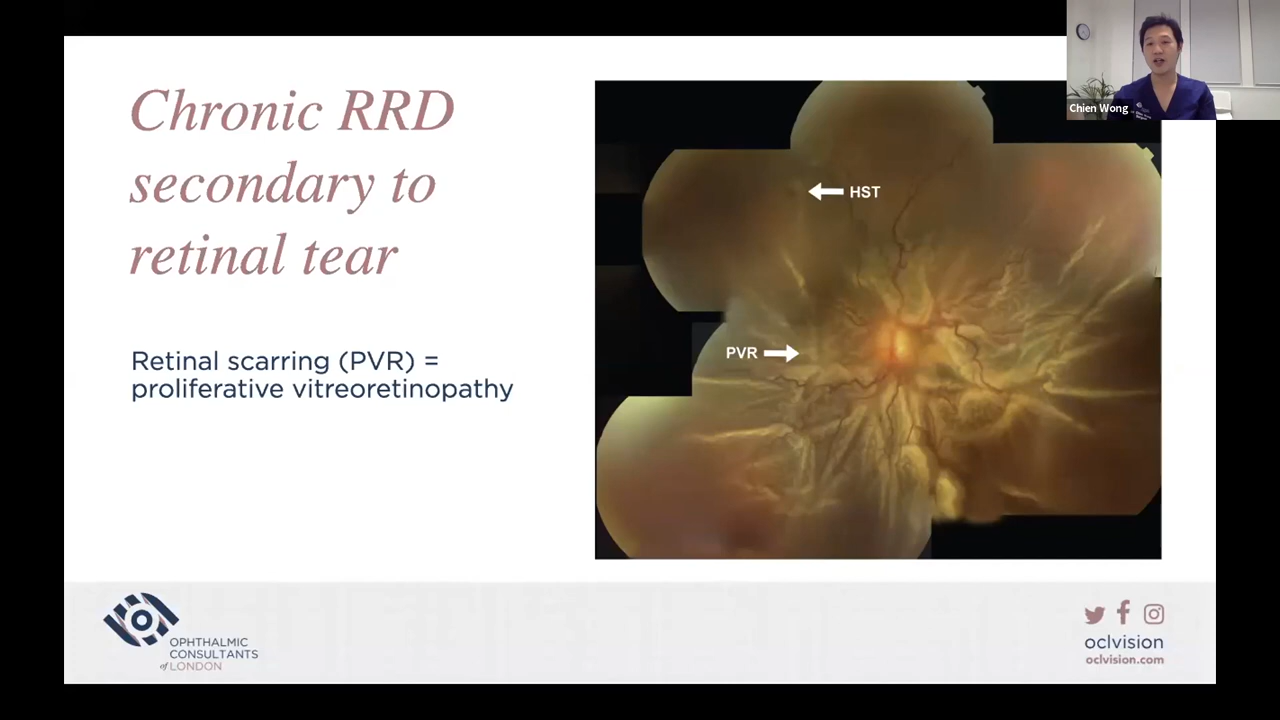 Chronic RRD
secondary to
retinal tear
Retinal scarring (PVR) =
proliferative vitreoretinopathy
HST
PVR
Chien Wong
OPHTHALMIC
CONSULTANTS
of LONDON
oclvision
oclvision.com